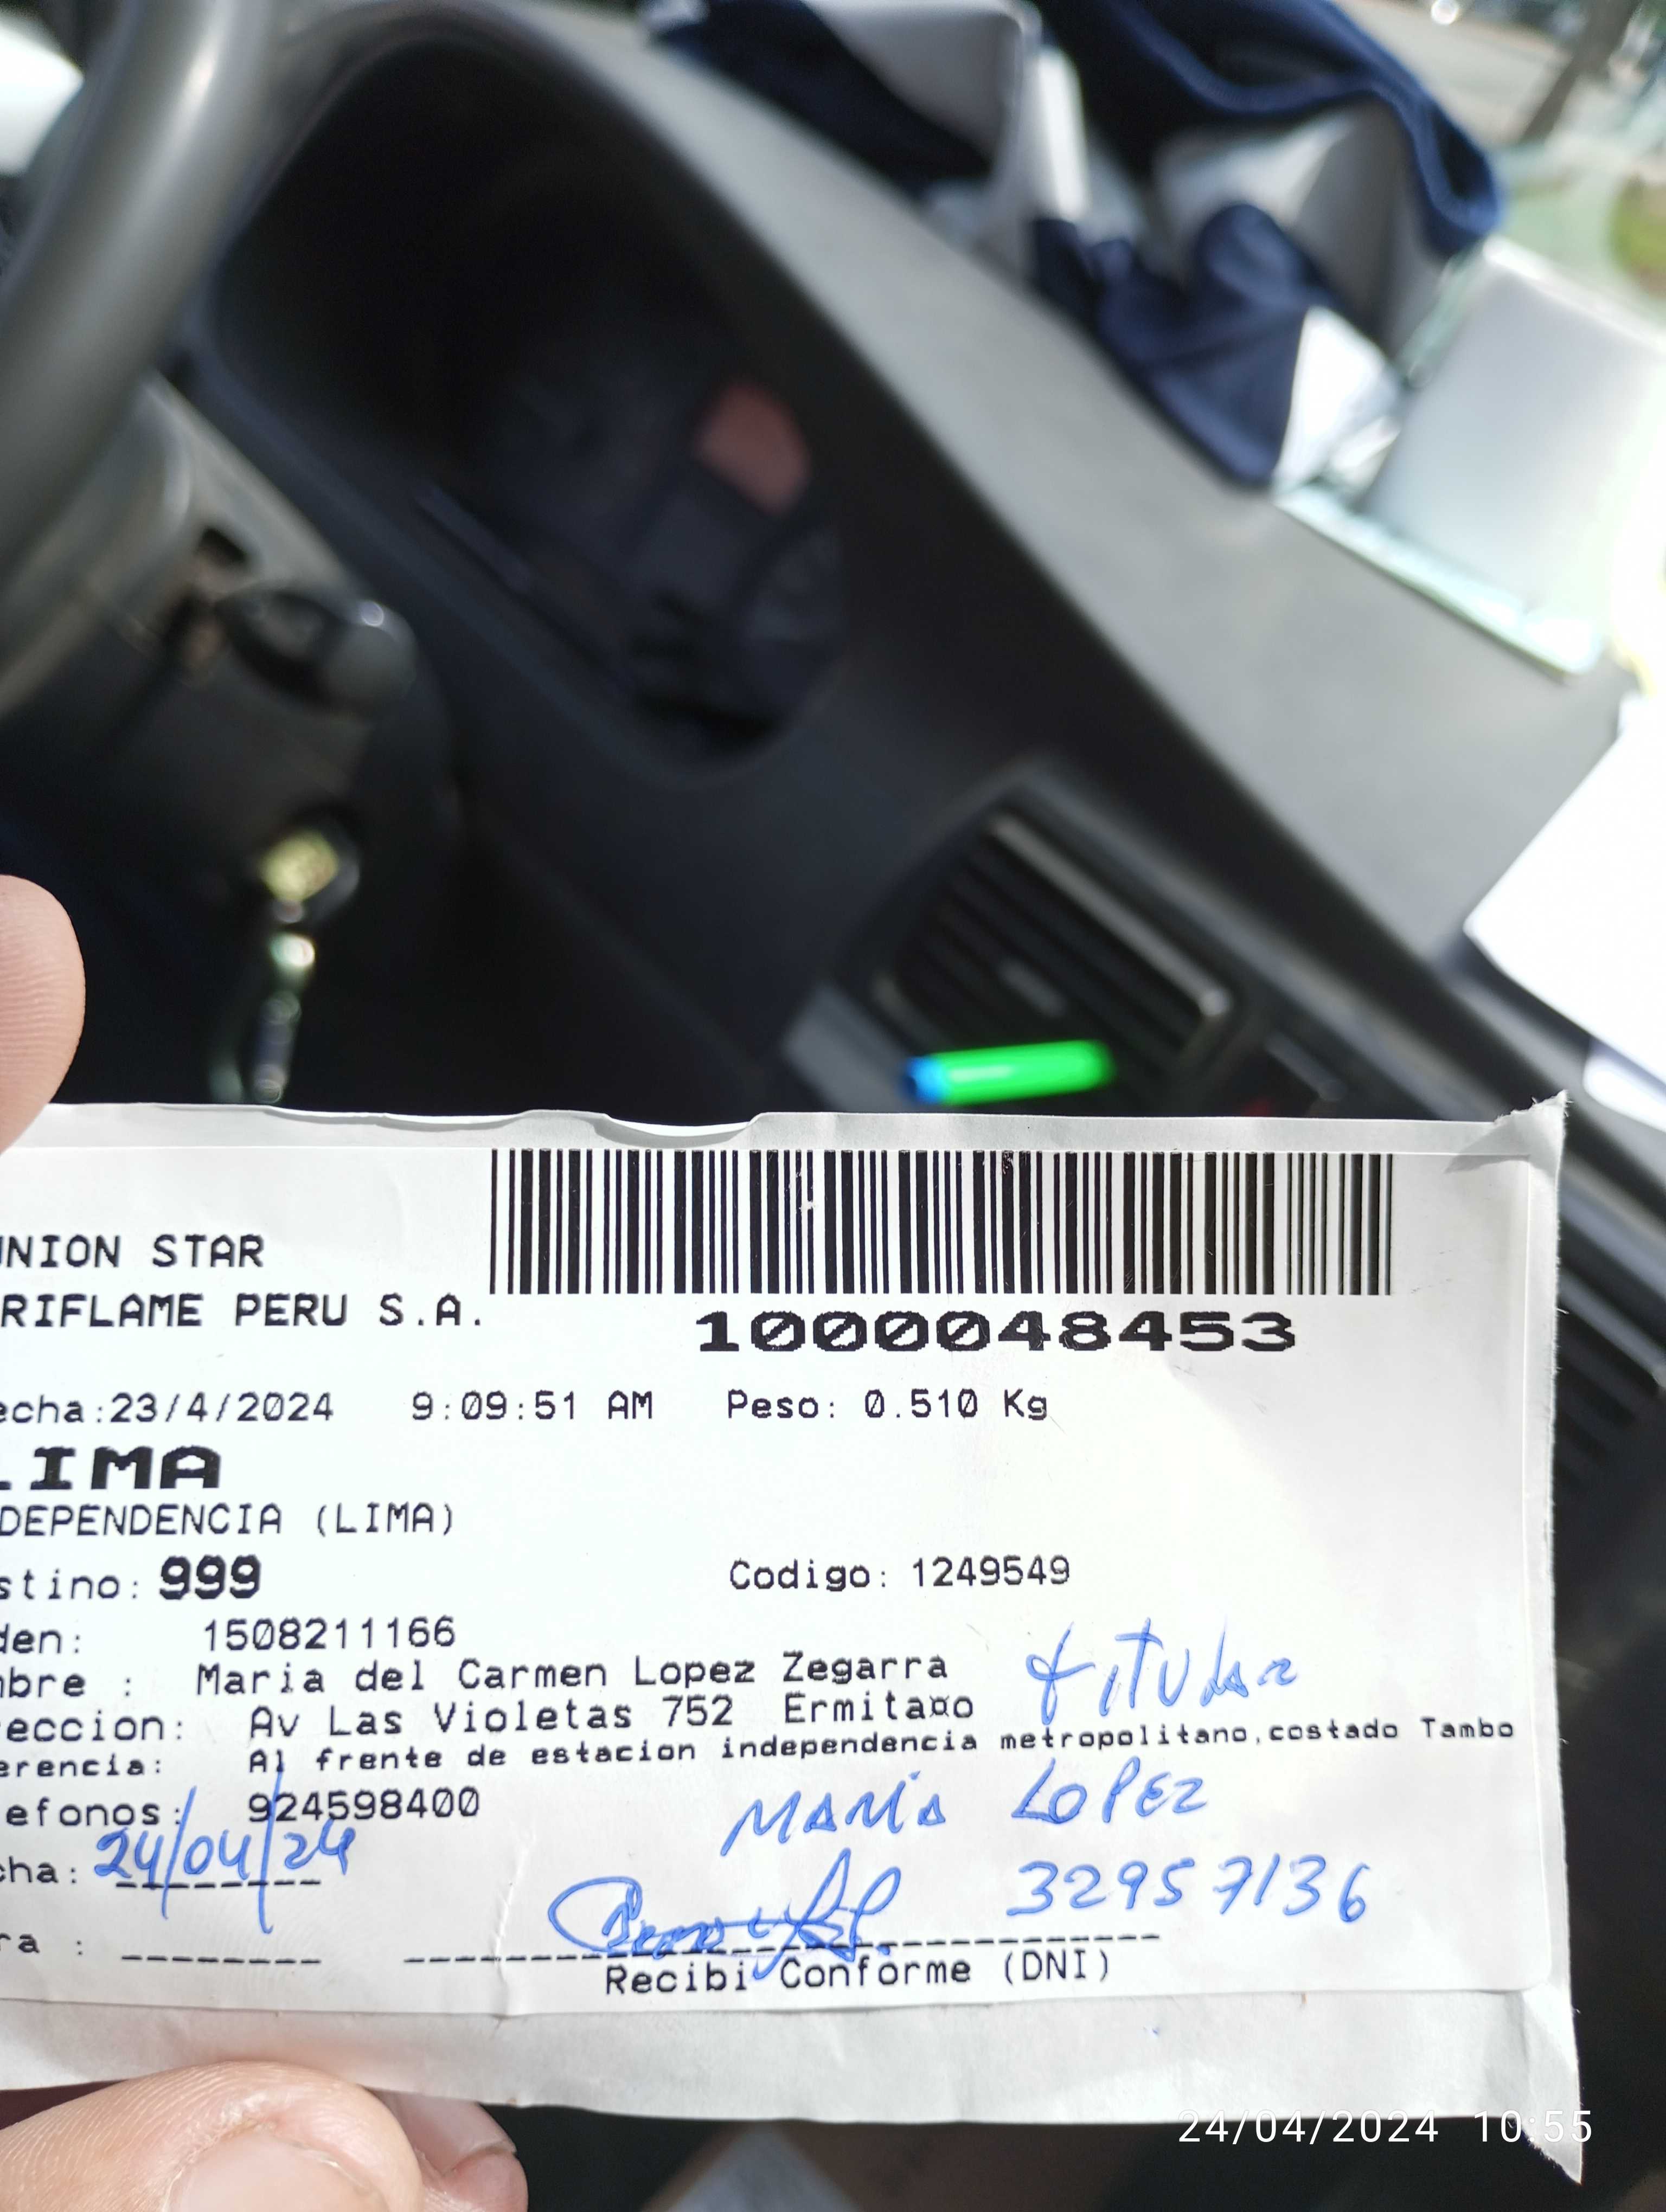 UNION STAR
RIFLAME PERU S.A.
1000048453
echa:23/4/2024 9:09:51 AM Peso: 0.510 Kg
LIMA
DEPENDENCIA (LIMA)
stino: 999 Codigo: 1249549
den: 1508211166
mbre : Maria del Carmen Lopez Zegarra titular
eccion: Av Las Violetas 752 Ermita¤o
erencia: Al frente de estacion independencia metropolitano,costado Tambo
efonos: 924598400
MARÍA LOPEZ
cha: 24/04/24
32957136
ra :
Recibi Conforme (DNI)
24/04/2024 10:55